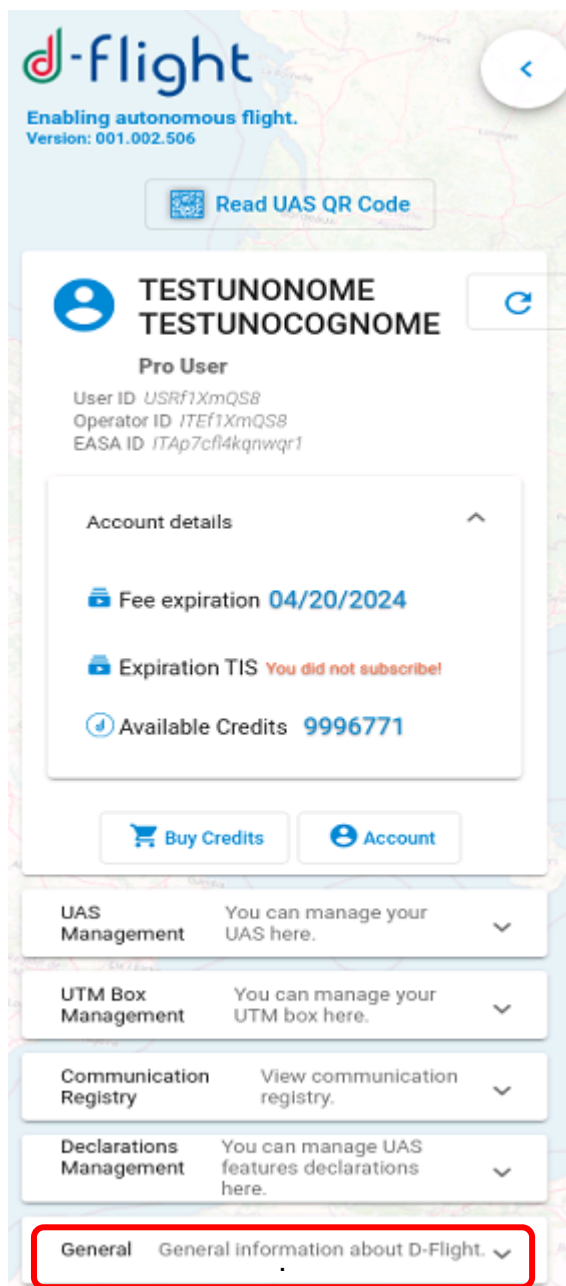 d-flight
Enabling autonomous flight.
Version: 001.002.506
Read UAS QR Code
TESTUNONOME
TESTUNOCOGNOME
Pro User
User ID USRf1XmQS8
Operator ID ITEf1XmQS8
EASA ID ITAp7cfl4kqnwqr1
Account details
Fee expiration 04/20/2024
Expiration TIS You did not subscribe!
Available Credits 9996771
Buy Credits
Account
UAS
Management
You can manage your
UAS here.
UTM Box
Management
You can manage your
UTM box here.
Communication
Registry
View communication
registry.
Declarations
Management
You can manage UAS
features declarations
here.
General
General information about D-Flight.